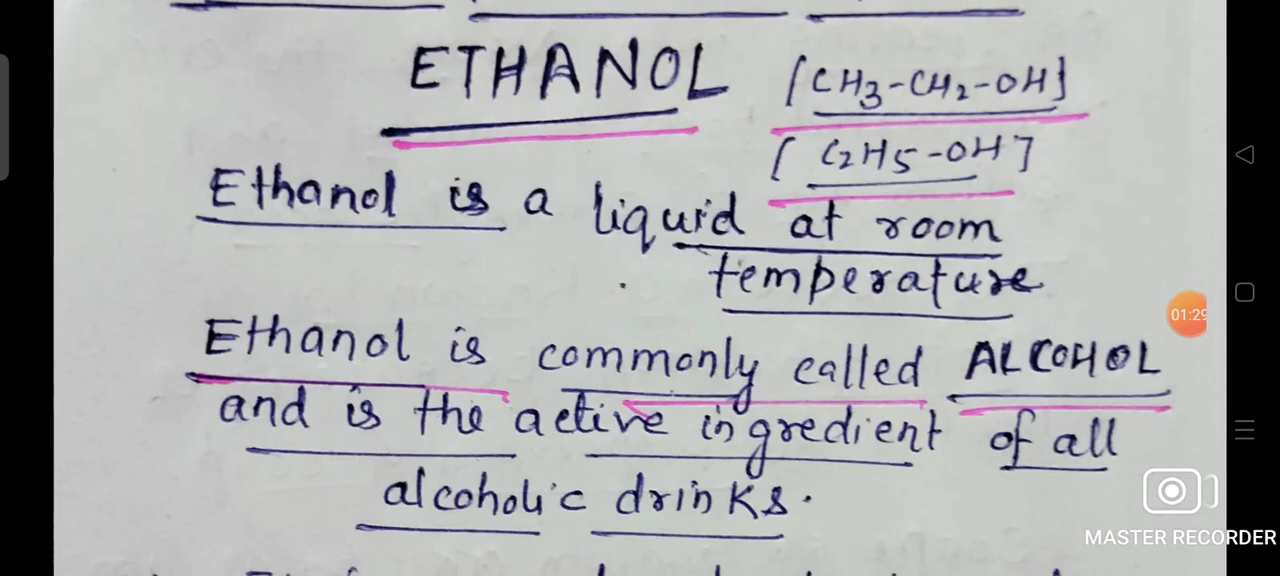 ETHANOL [CH3-CH2-OH]
[C2H5-OH]
Ethanol is a liquid at room
temperature
Ethanol is commonly called ALCOHOL
and is the active ingredient of all
alcoholic drinks.
01:29
MASTER RECORDER